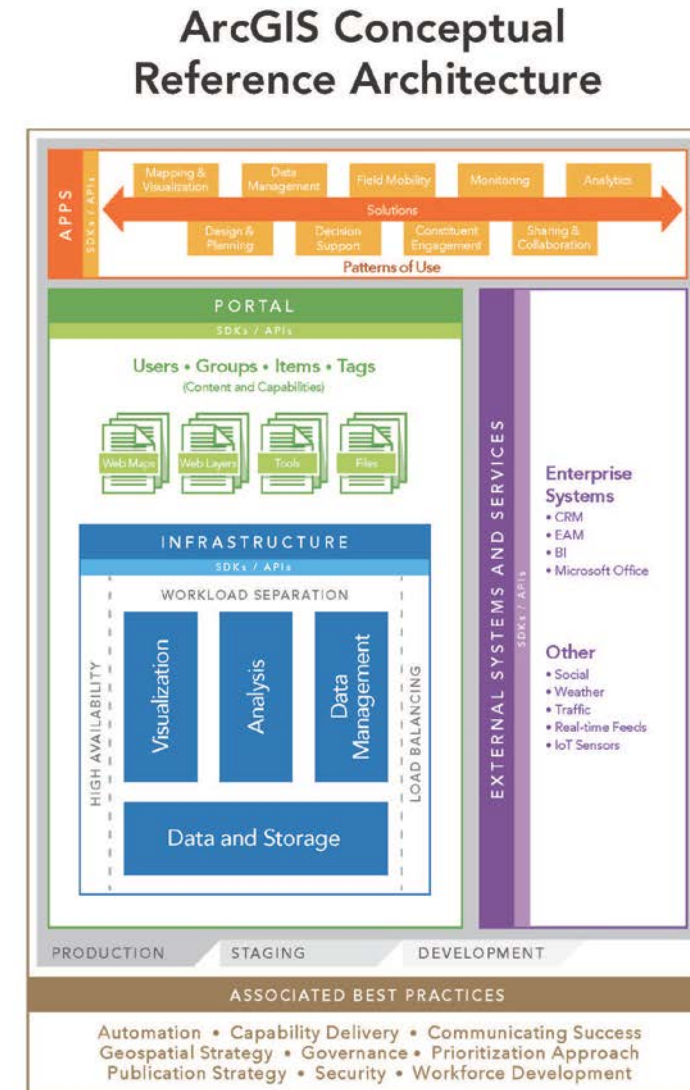 ArcGIS Conceptual
Reference Architecture
APPS
SDKs / APIs
Mapping &
Visualization
Data
Management
Field Mobility
Monitoring
Analytics
Solutions
Design &
Planning
Decision
Support
Constituent
Engagement
Sharing &
Collaboration
Patterns of Use
PORTAL
SDKs / APIs
Users • Groups • Items • Tags
(Content and Capabilities)
Web Maps
Web Layers
Tools
Files
INFRASTRUCTURE
SDKs / APIs
WORKLOAD SEPARATION
HIGH AVAILABILITY
Visualization
Analysis
Data
Management
LOAD BALANCING
Data and Storage
EXTERNAL SYSTEMS AND SERVICES
SDKs / APIs
Enterprise
Systems
• CRM
• EAM
• BI
• Microsoft Office
Other
• Social
• Weather
• Traffic
• Real-time Feeds
• IoT Sensors
PRODUCTION
STAGING
DEVELOPMENT
ASSOCIATED BEST PRACTICES
Automation • Capability Delivery • Communicating Success
Geospatial Strategy • Governance • Prioritization Approach
Publication Strategy • Security • Workforce Development